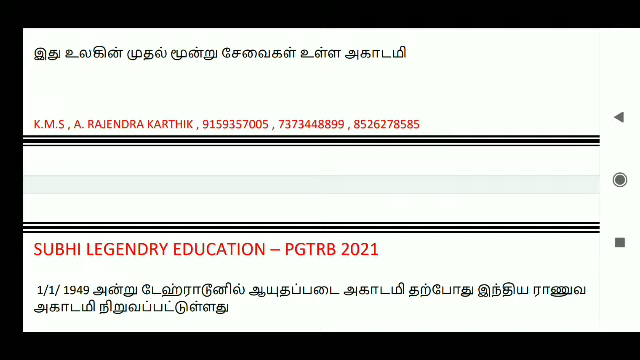 இது உலகின் முதல் மூன்று சேவைகள் உள்ள அகாடமி
K.M.S , A. RAJENDRA KARTHIK , 9159357005 , 7373448899 , 8526278585
SUBHI LEGENDRY EDUCATION – PGTRB 2021
1/1/ 1949 அன்று டேஹ்ராடூனில் ஆயுதப்படை அகாடமி தற்போது இந்திய ராணுவ
அகாடமி நிறுவப்பட்டுள்ளது